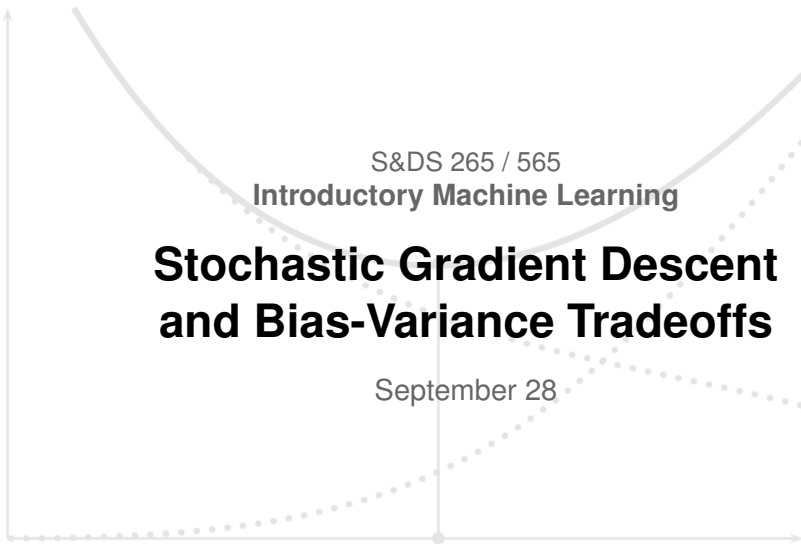 S&DS 265 / 565
Introductory Machine Learning
Stochastic Gradient Descent
and Bias-Variance Tradeoffs
September 28